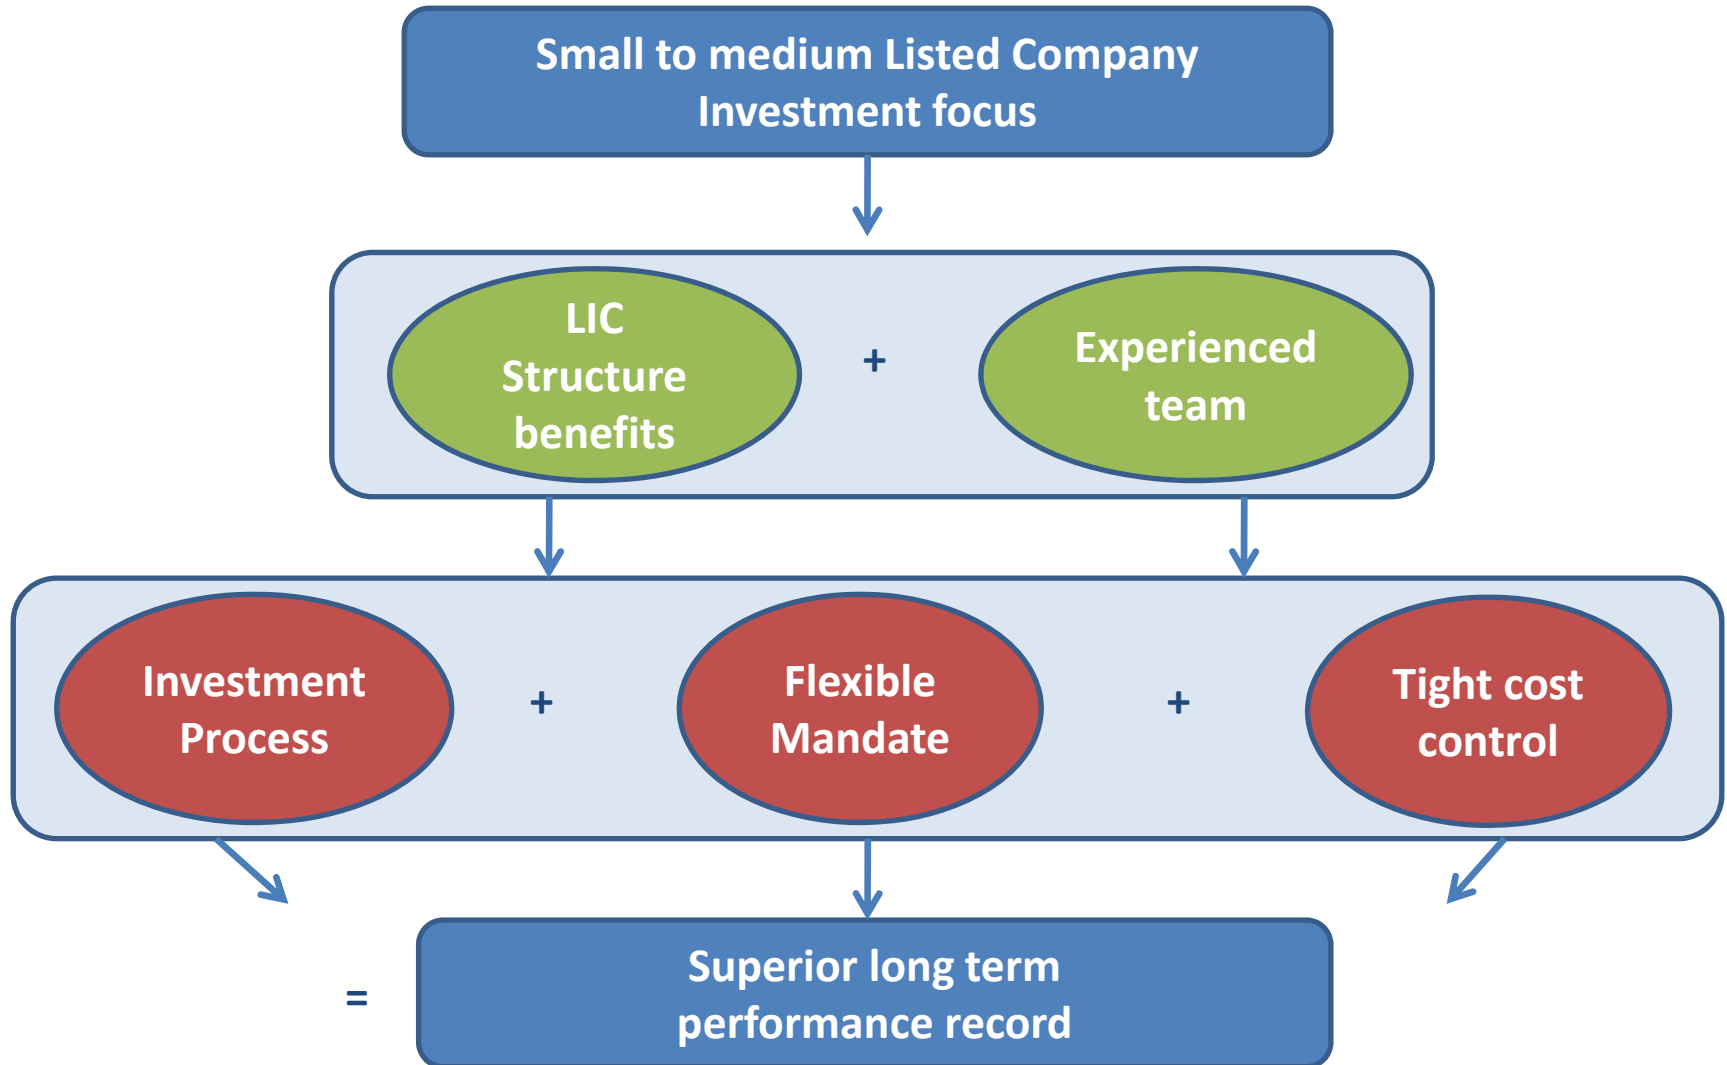 Small to medium Listed Company
Investment focus
LIC
Structure
benefits
+
Experienced
team
Investment
Process
+
Flexible
Mandate
+
Tight cost
control
=
Superior long term
performance record